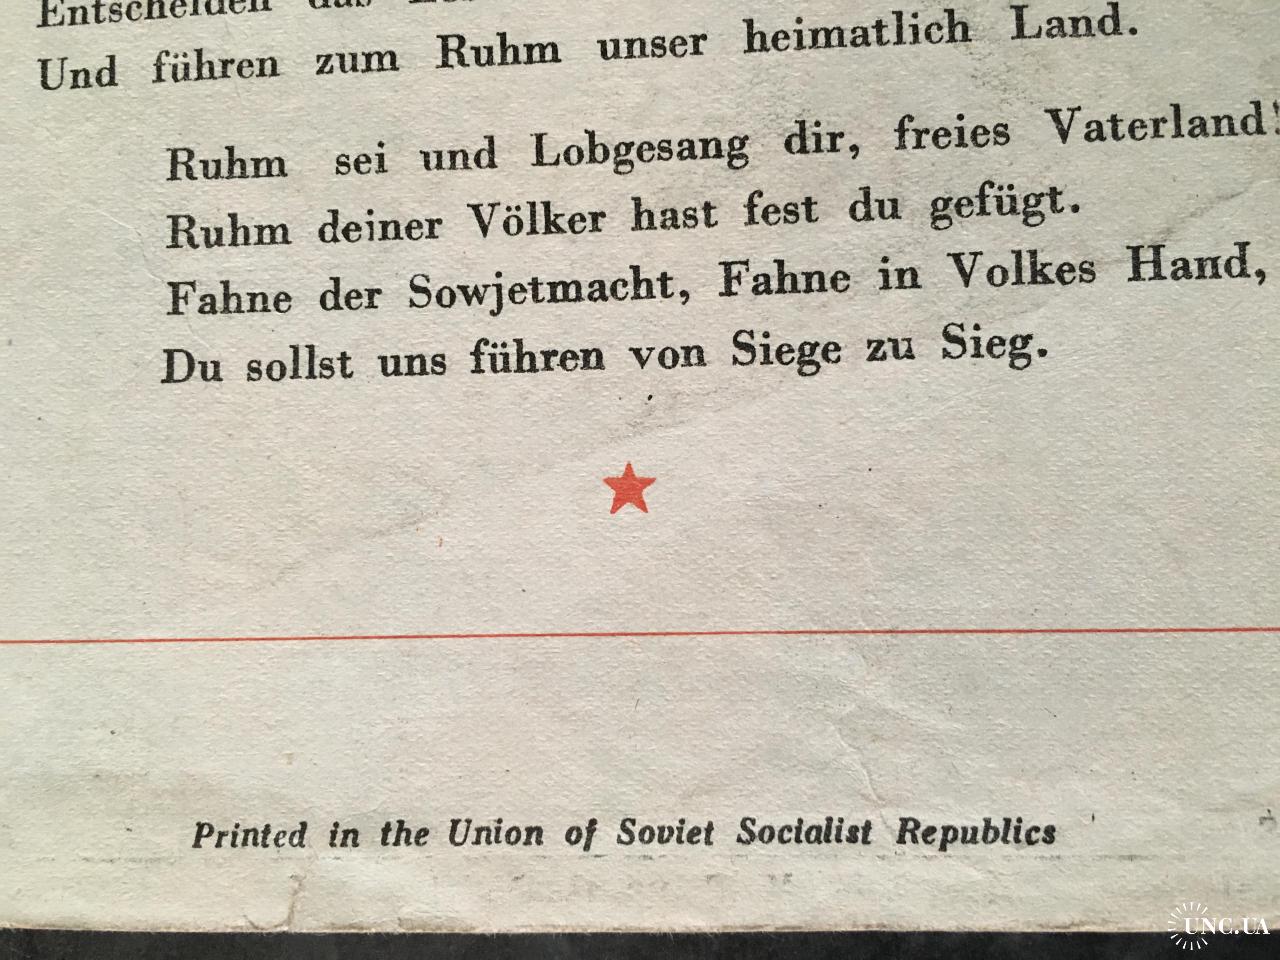 Entscheiden das
Und führen zum Ruhm unser heimatlich Land.
Ruhm sei und Lobgesang dir, freies Vaterland!
Ruhm deiner Völker hast fest du gefügt.
Fahne der Sowjetmacht, Fahne in Volkes Hand,
Du sollst uns führen von Siege zu Sieg.
Printed in the Union of Soviet Socialist Republics
UNC.UA